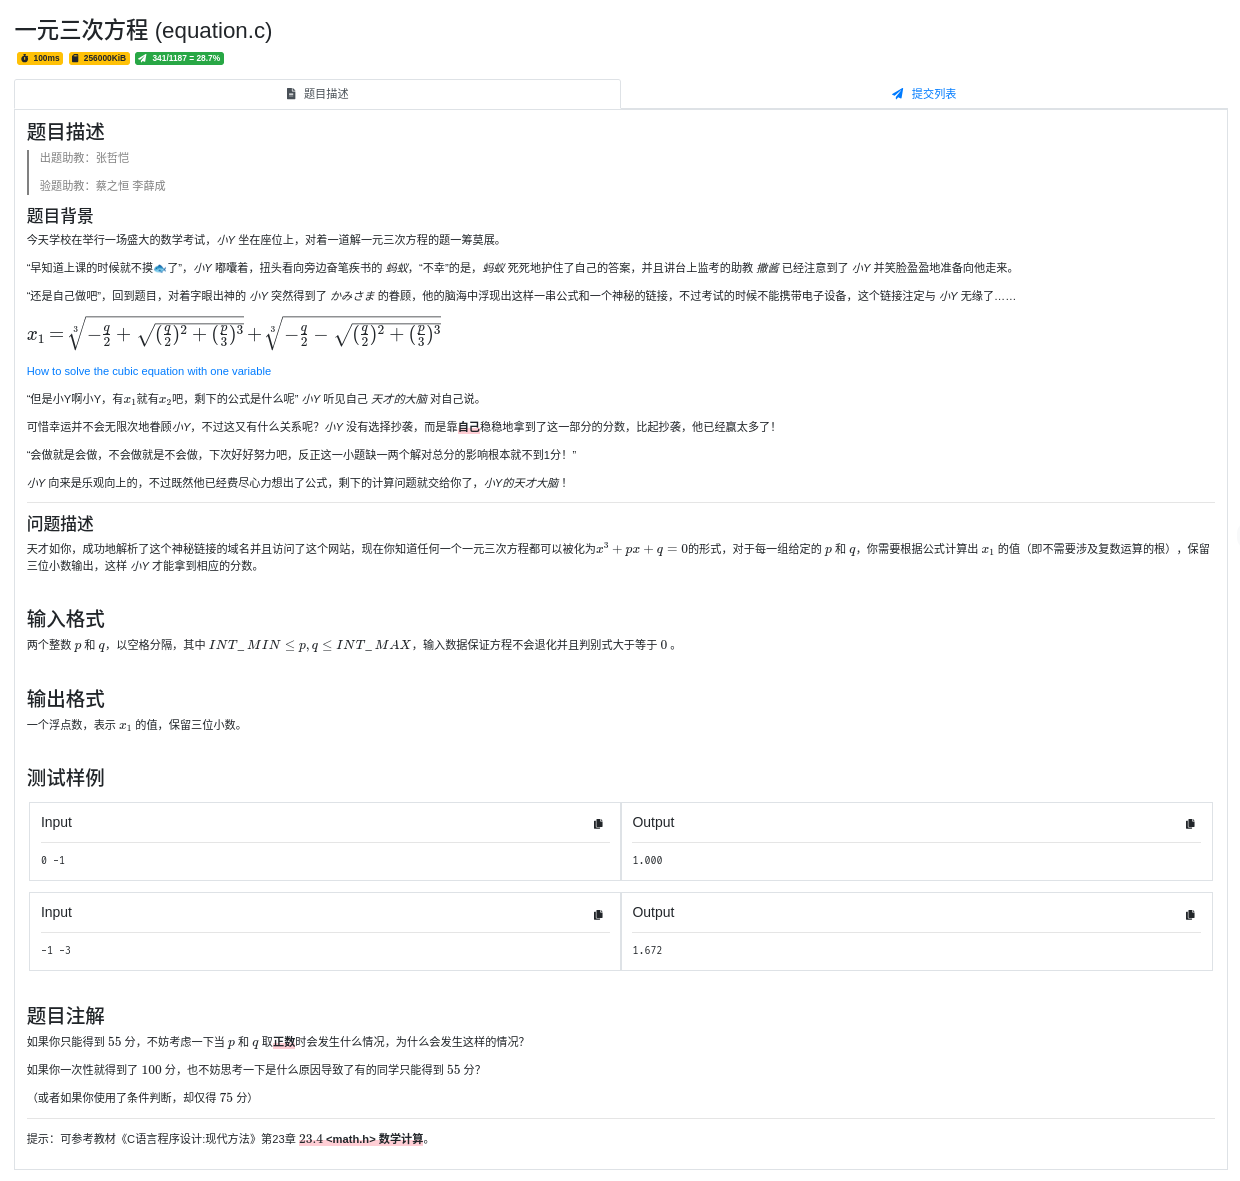 一元三次方程 (equation.c)
100ms 256000KiB 341/1187 = 28.7%
题目描述 提交列表
题目描述
出题助教：张哲恺
验题助教：蔡之恒 李薛成
题目背景
今天学校在举行一场盛大的数学考试，小Y 坐在座位上，对着一道解一元三次方程的题一筹莫展。
“早知道上课的时候就不摸🐟了”，小Y 嘟囔着，扭头看向旁边奋笔疾书的 蚂蚁，“不幸”的是，蚂蚁 死死地护住了自己的答案，并且讲台上监考的助教 撒酱 已经注意到了 小Y 并笑脸盈盈地准备向他走来。
“还是自己做吧”，回到题目，对着字眼出神的 小Y 突然得到了 かみさま 的眷顾，他的脑海中浮现出这样一串公式和一个神秘的链接，不过考试的时候不能携带电子设备，这个链接注定与 小Y 无缘了……
x₁ = ∛(−q/2 + √((q/2)² + (p/3)³)) + ∛(−q/2 − √((q/2)² + (p/3)³))
How to solve the cubic equation with one variable
“但是小Y啊小Y，有x₁就有x₂吧，剩下的公式是什么呢” 小Y 听见自己 天才的大脑 对自己说。
可惜幸运并不会无限次地眷顾小Y，不过这又有什么关系呢？小Y 没有选择抄袭，而是靠自己稳稳地拿到了这一部分的分数，比起抄袭，他已经赢太多了！
“会做就是会做，不会做就是不会做，下次好好努力吧，反正这一小题缺一两个解对总分的影响根本就不到1分！”
小Y 向来是乐观向上的，不过既然他已经费尽心力想出了公式，剩下的计算问题就交给你了，小Y的天才大脑！
问题描述
天才如你，成功地解析了这个神秘链接的域名并且访问了这个网站，现在你知道任何一个一元三次方程都可以被化为x³ + px + q = 0的形式，对于每一组给定的 p 和 q，你需要根据公式计算出 x₁ 的值（即不需要涉及复数运算的根），保留
三位小数输出，这样 小Y 才能拿到相应的分数。
输入格式
两个整数 p 和 q，以空格分隔，其中 INT_MIN ≤ p, q ≤ INT_MAX，输入数据保证方程不会退化并且判别式大于等于 0 。
输出格式
一个浮点数，表示 x₁ 的值，保留三位小数。
测试样例
Input Output
0 -1 1.000
Input Output
-1 -3 1.672
题目注解
如果你只能得到 55 分，不妨考虑一下当 p 和 q 取正数时会发生什么情况，为什么会发生这样的情况？
如果你一次性就得到了 100 分，也不妨思考一下是什么原因导致了有的同学只能得到 55 分？
（或者如果你使用了条件判断，却仅得 75 分）
提示：可参考教材《C语言程序设计:现代方法》第23章 23.4 <math.h> 数学计算。